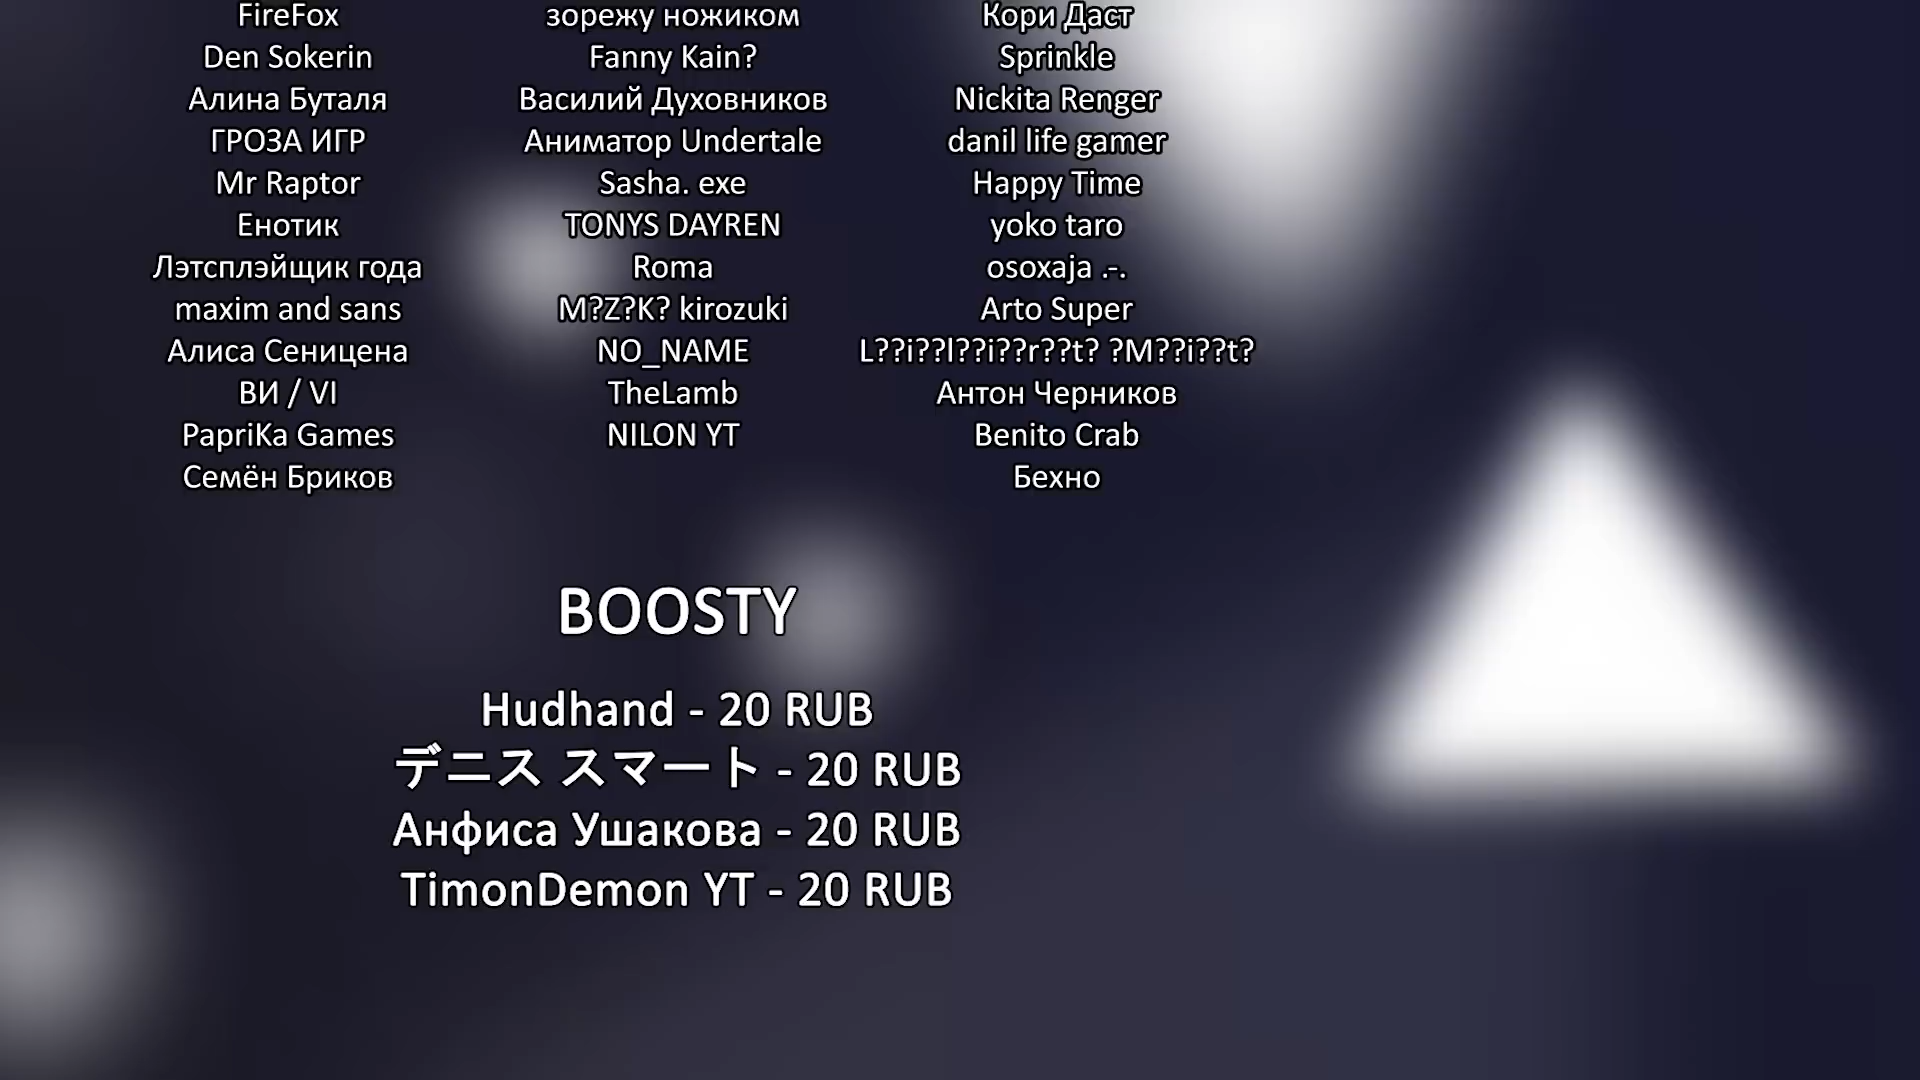 FireFox
Den Sokerin
Алина Буталя
ГРОЗА ИГР
Mr Raptor
Енотик
Лэтсплэйщик года
maxim and sans
Алиса Сеницена
ВИ / VI
PapriKa Games
Семён Бриков
зорежу ножиком
Fanny Kain?
Василий Духовников
Аниматор Undertale
Sasha. exe
TONYS DAYREN
Roma
M?Z?K? kirozuki
NO_NAME
TheLamb
NILON YT
Кори Даст
Sprinkle
Nickita Renger
danil life gamer
Happy Time
yoko taro
osoxaja .-.
Arto Super
L??i??l??i??r??t? ?M??i??t?
Антон Черников
Benito Crab
Бехно
BOOSTY
Hudhand - 20 RUB
デニス スマート - 20 RUB
Анфиса Ушакова - 20 RUB
TimonDemon YT - 20 RUB